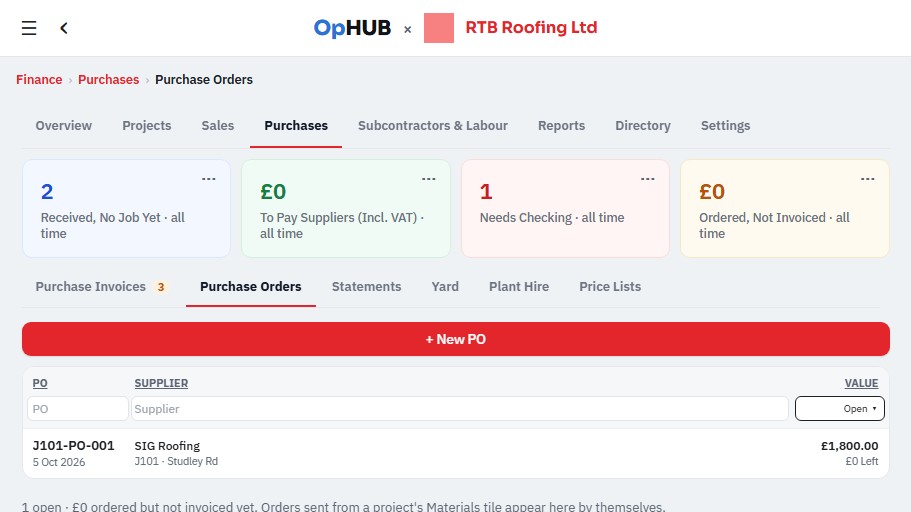 OpHUB × RTB Roofing Ltd
Finance › Purchases › Purchase Orders
Overview Projects Sales Purchases Subcontractors & Labour Reports Directory Settings
2
Received, No Job Yet · all
time
£0
To Pay Suppliers (Incl. VAT) ·
all time
1
Needs Checking · all time
£0
Ordered, Not Invoiced · all
time
Purchase Invoices 3 Purchase Orders Statements Yard Plant Hire Price Lists
+ New PO
PO SUPPLIER VALUE
PO Supplier Open
J101-PO-001 SIG Roofing £1,800.00
5 Oct 2026 J101 · Studley Rd £0 Left
1 open · £0 ordered but not invoiced yet. Orders sent from a project's Materials tile appear here by themselves.